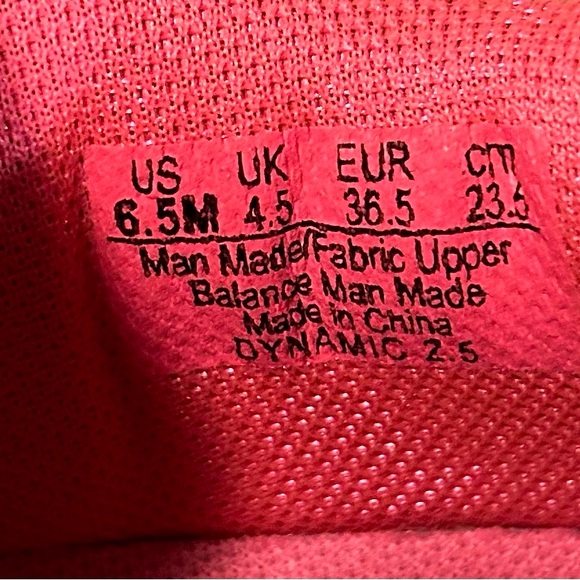 US UK EUR cm
6.5M 4.5 36.5 23.5
Man Made/Fabric Upper
Balance Man Made
Made in China
DYNAMIC 2.5